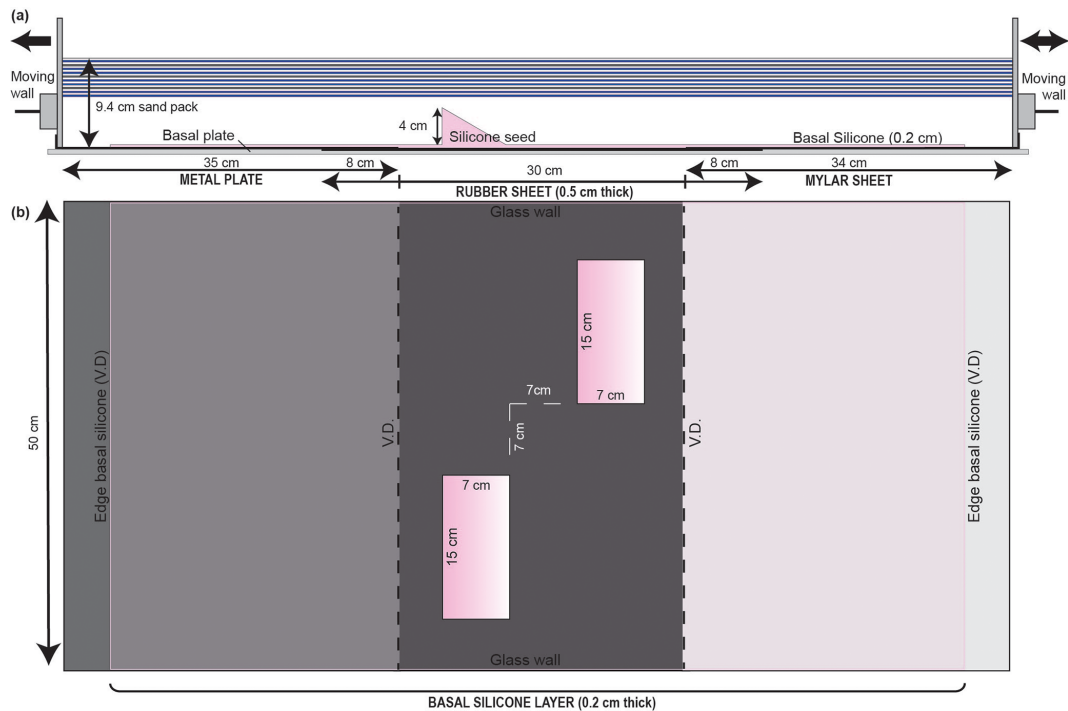 (a)
Moving
wall
Moving
wall
9.4 cm sand pack
4 cm
Silicone seed
Basal plate
Basal Silicone (0.2 cm)
35 cm
8 cm
30 cm
8 cm
34 cm
METAL PLATE
RUBBER SHEET (0.5 cm thick)
MYLAR SHEET
(b)
Glass wall
50 cm
Edge basal silicone (V.D)
V.D.
15 cm
7 cm
7cm
7 cm
7 cm
15 cm
V.D.
Edge basal silicone (V.D)
Glass wall
BASAL SILICONE LAYER (0.2 cm thick)